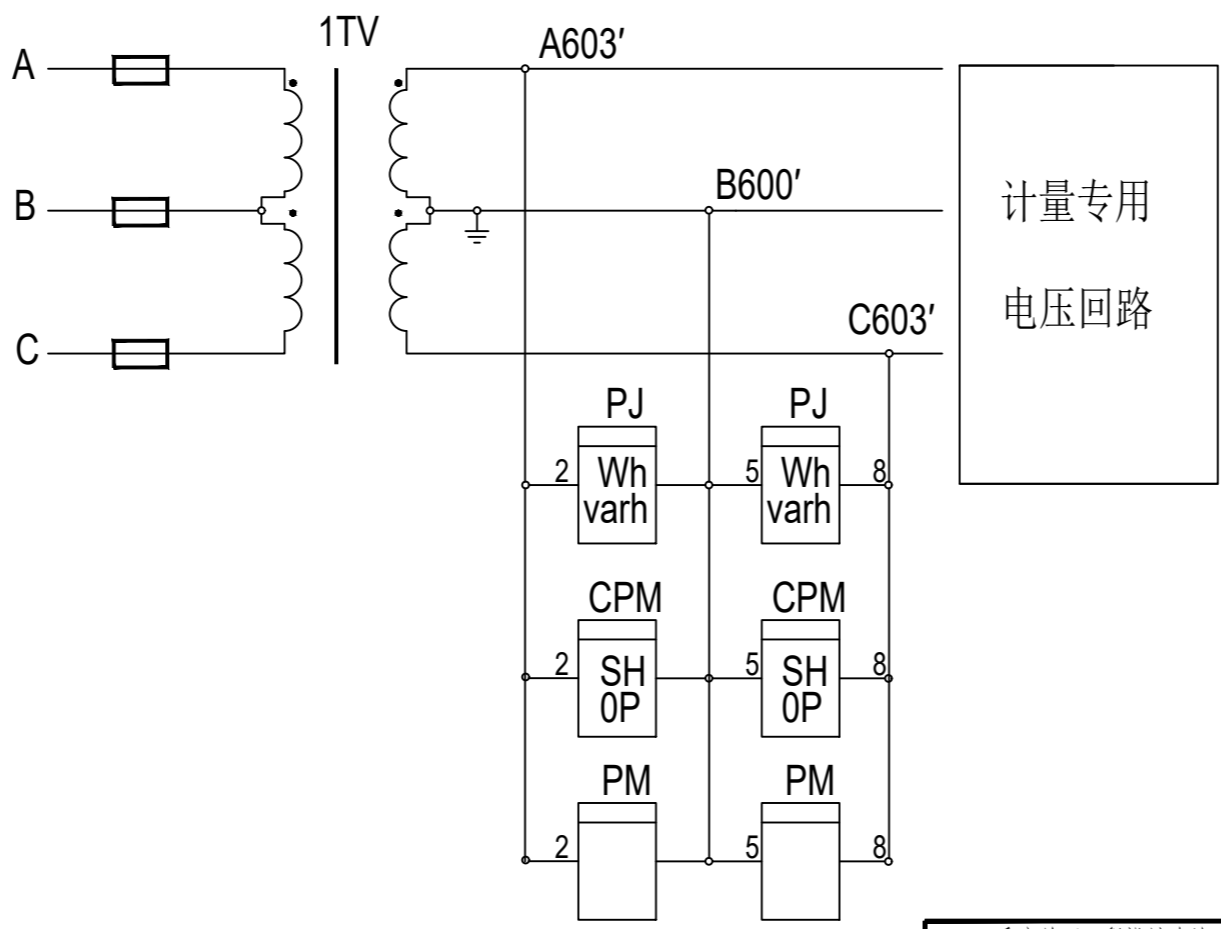 1TV
A
A603′
B
B600′
计量专用
电压回路
C
C603′
PJ PJ
2 Wh 5 Wh 8
varh varh
CPM CPM
2 SH 5 SH 8
0P 0P
PM PM
2 5 8